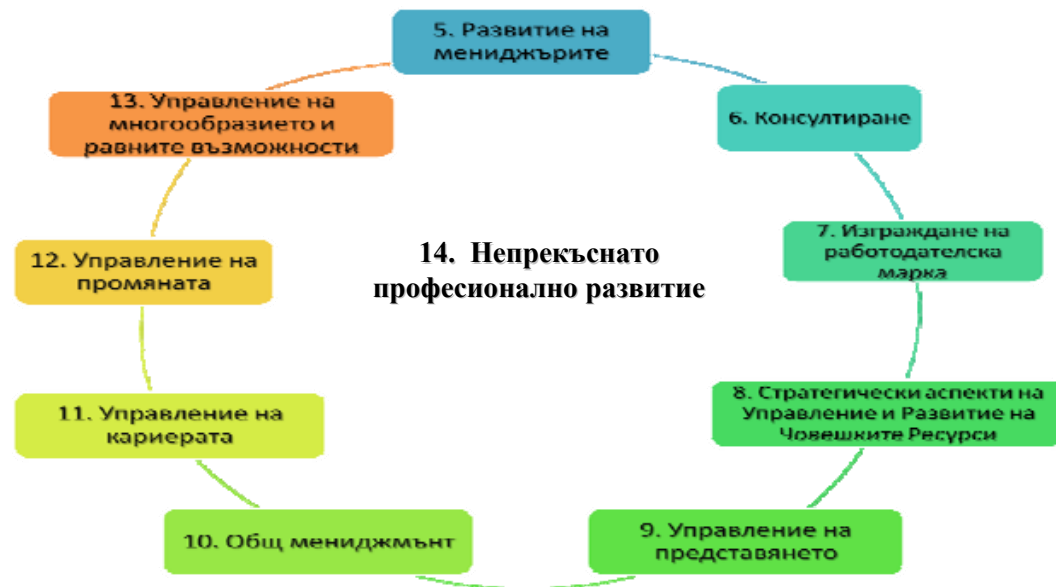 5. Развитие на
мениджърите
6. Консултиране
7. Изграждане на
работодателска
марка
8. Стратегически аспекти на
Управление и Развитие на
Човешките Ресурси
9. Управление на
представянето
10. Общ мениджмънт
11. Управление на
кариерата
12. Управление на
промяната
13. Управление на
многообразието и
равните възможности
14. Непрекъснато
професионално развитие